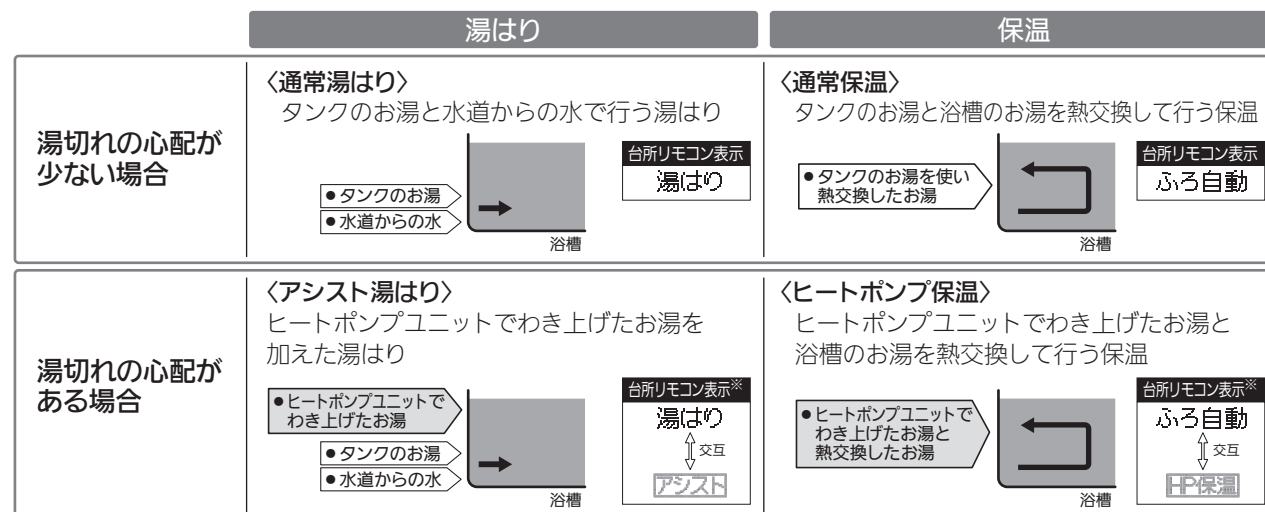 湯はり
保温
湯切れの心配が
少ない場合
〈通常湯はり〉
タンクのお湯と水道からの水で行う湯はり
●タンクのお湯
●水道からの水
浴槽
台所リモコン表示
湯はり
〈通常保温〉
タンクのお湯と浴槽のお湯を熱交換して行う保温
●タンクのお湯を使い
熱交換したお湯
浴槽
台所リモコン表示
ふろ自動
湯切れの心配が
ある場合
〈アシスト湯はり〉
ヒートポンプユニットでわき上げたお湯を
加えた湯はり
●ヒートポンプユニットで
わき上げたお湯
●タンクのお湯
●水道からの水
浴槽
台所リモコン表示※
湯はり
交互
アシスト
〈ヒートポンプ保温〉
ヒートポンプユニットでわき上げたお湯と
浴槽のお湯を熱交換して行う保温
●ヒートポンプユニットで
わき上げたお湯と
熱交換したお湯
浴槽
台所リモコン表示※
ふろ自動
交互
HP保温